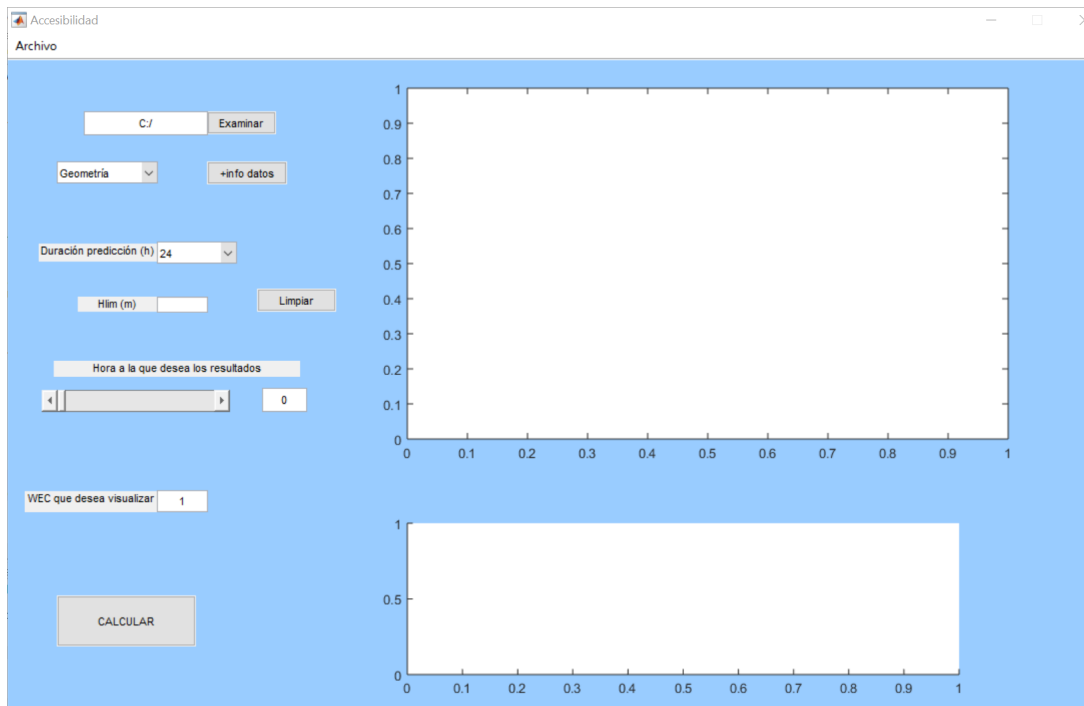 Accesibilidad
Archivo
C:/ Examinar
Geometría +info datos
Duración predicción (h) 24
Hlim (m) Limpiar
Hora a la que desea los resultados
0
WEC que desea visualizar 1
CALCULAR
1
0.9
0.8
0.7
0.6
0.5
0.4
0.3
0.2
0.1
0
0 0.1 0.2 0.3 0.4 0.5 0.6 0.7 0.8 0.9 1
1
0.5
0
0 0.1 0.2 0.3 0.4 0.5 0.6 0.7 0.8 0.9 1